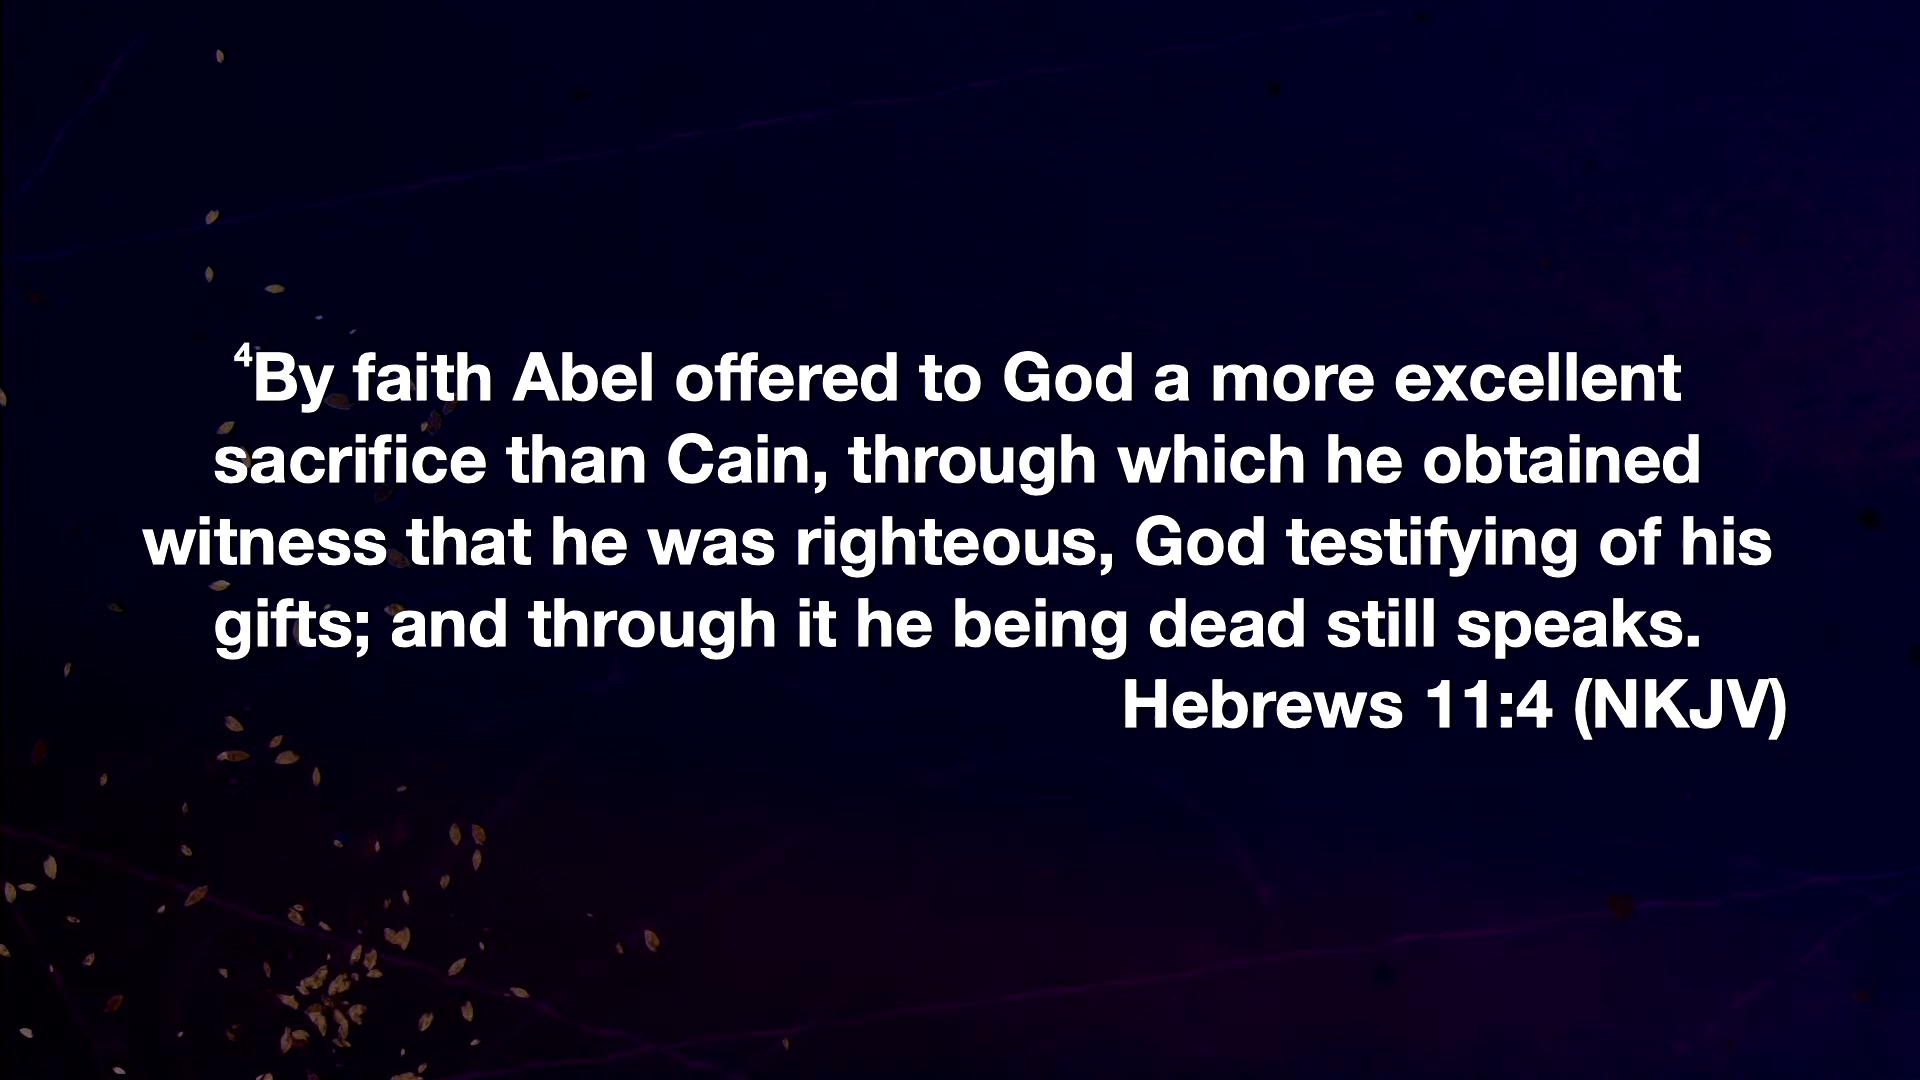 ⁴By faith Abel offered to God a more excellent
sacrifice than Cain, through which he obtained
witness that he was righteous, God testifying of his
gifts; and through it he being dead still speaks.
Hebrews 11:4 (NKJV)